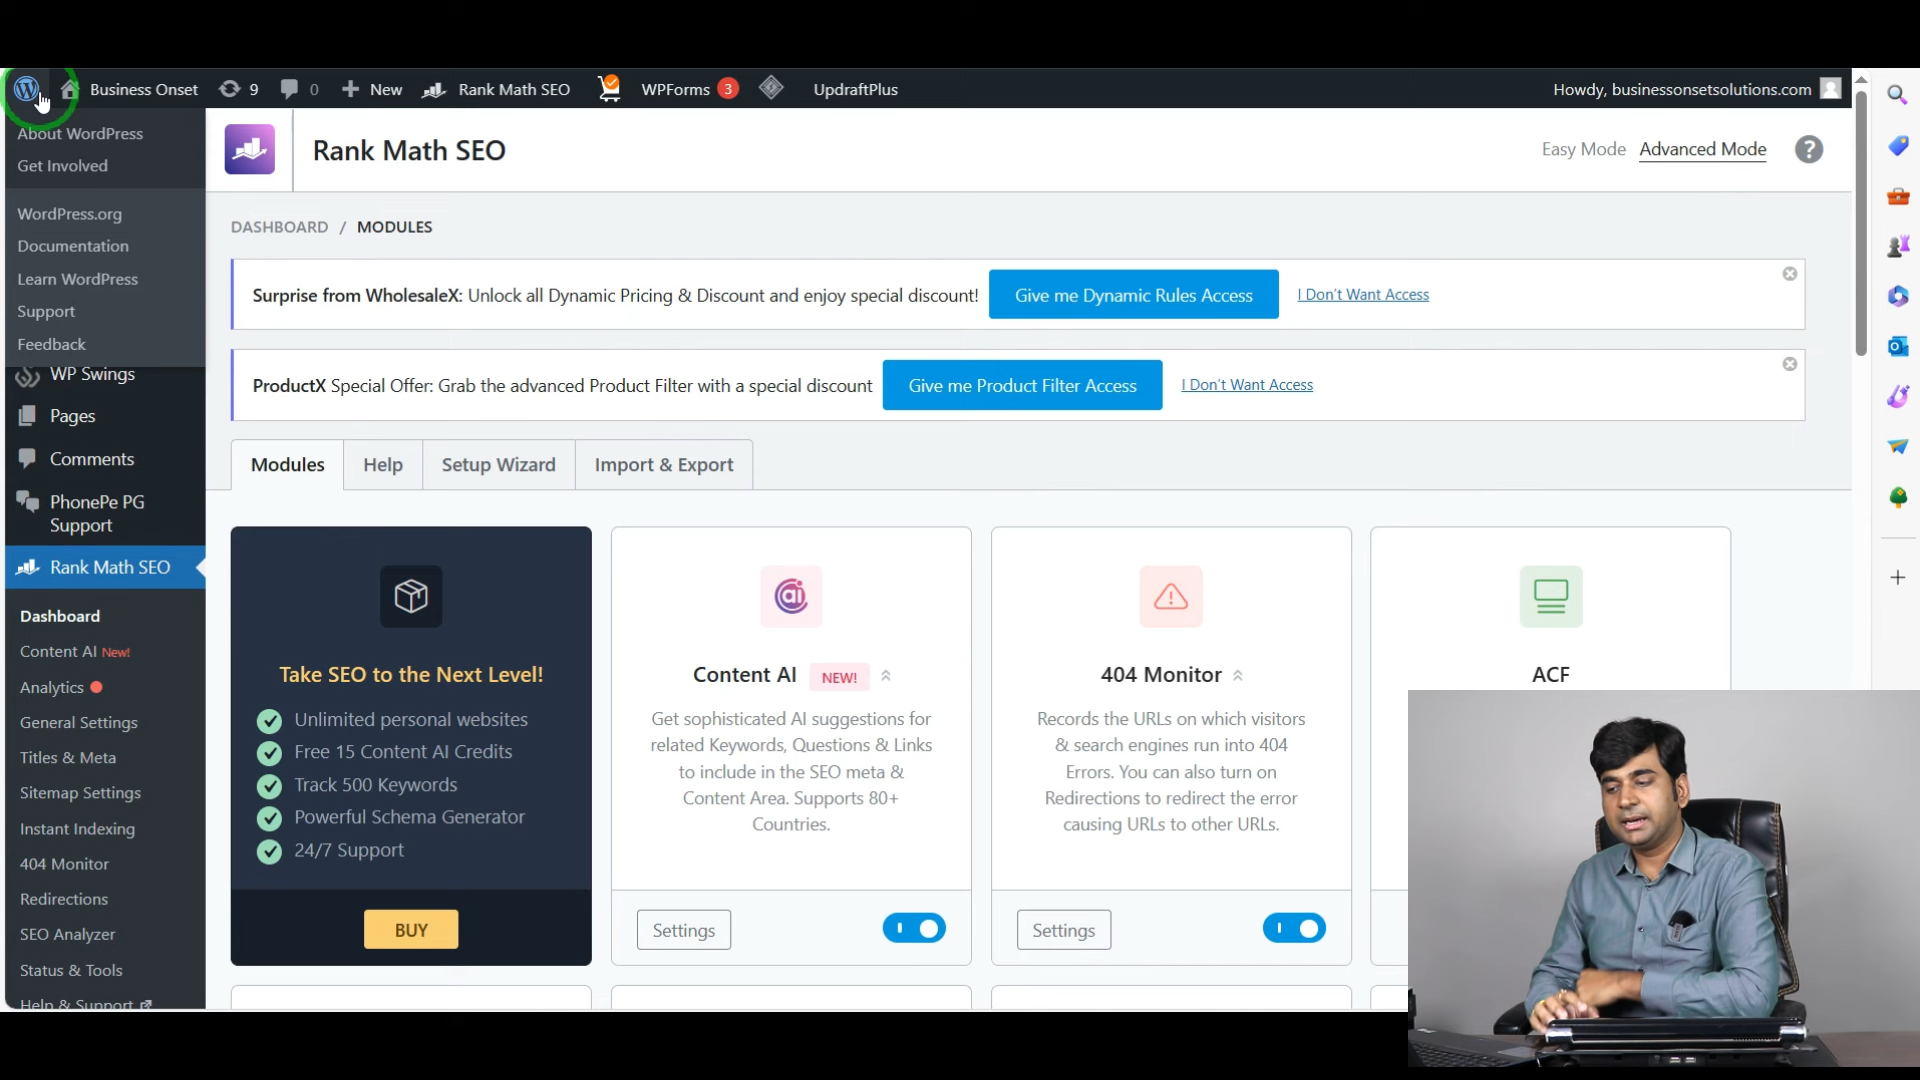 Business Onset 9 0 New Rank Math SEO WPForms 3 UpdraftPlus Howdy, businessonsetsolutions.com
About WordPress
Get Involved
WordPress.org
Documentation
Learn WordPress
Support
Feedback
WP Swings
Pages
Comments
PhonePe PG
Support
Rank Math SEO
Dashboard
Content AI New!
Analytics
General Settings
Titles & Meta
Sitemap Settings
Instant Indexing
404 Monitor
Redirections
SEO Analyzer
Status & Tools
Help & Support
Rank Math SEO
Easy Mode Advanced Mode ?
DASHBOARD / MODULES
Surprise from WholesaleX: Unlock all Dynamic Pricing & Discount and enjoy special discount! Give me Dynamic Rules Access I Don't Want Access
ProductX Special Offer: Grab the advanced Product Filter with a special discount Give me Product Filter Access I Don't Want Access
Modules Help Setup Wizard Import & Export
Take SEO to the Next Level!
Unlimited personal websites
Free 15 Content AI Credits
Track 500 Keywords
Powerful Schema Generator
24/7 Support
BUY
ai
Content AI NEW!
Get sophisticated AI suggestions for
related Keywords, Questions & Links
to include in the SEO meta &
Content Area. Supports 80+
Countries.
Settings
404 Monitor
Records the URLs on which visitors
& search engines run into 404
Errors. You can also turn on
Redirections to redirect the error
causing URLs to other URLs.
Settings
ACF